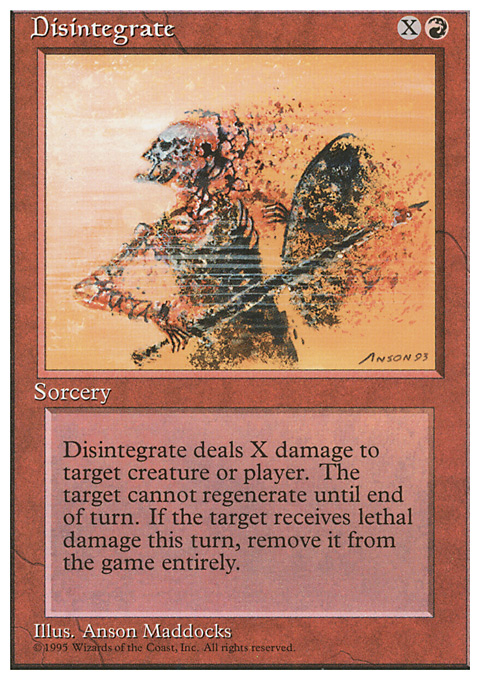 Disintegrate X
ANSON 93
Sorcery
Disintegrate deals X damage to
target creature or player. The
target cannot regenerate until end
of turn. If the target receives lethal
damage this turn, remove it from
the game entirely.
Illus. Anson Maddocks
©1995 Wizards of the Coast, Inc. All rights reserved.